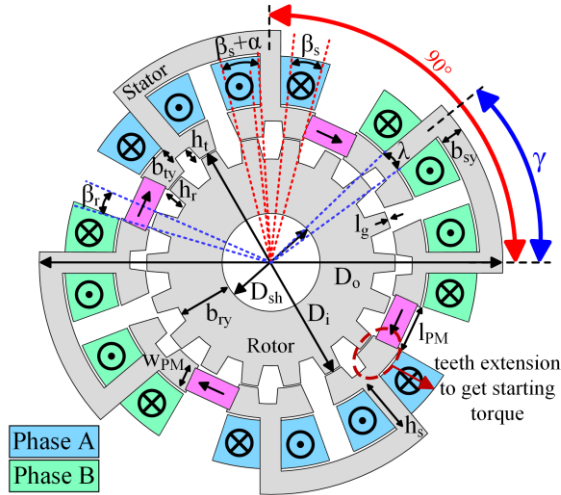 βs+α
βs
90°
Stator
ht
bty
hr
βr
λ
bsy
γ
lg
Do
Dsh
Di
bry
Rotor
lPM
wPM
teeth extension
to get starting
torque
hs
Phase A
Phase B